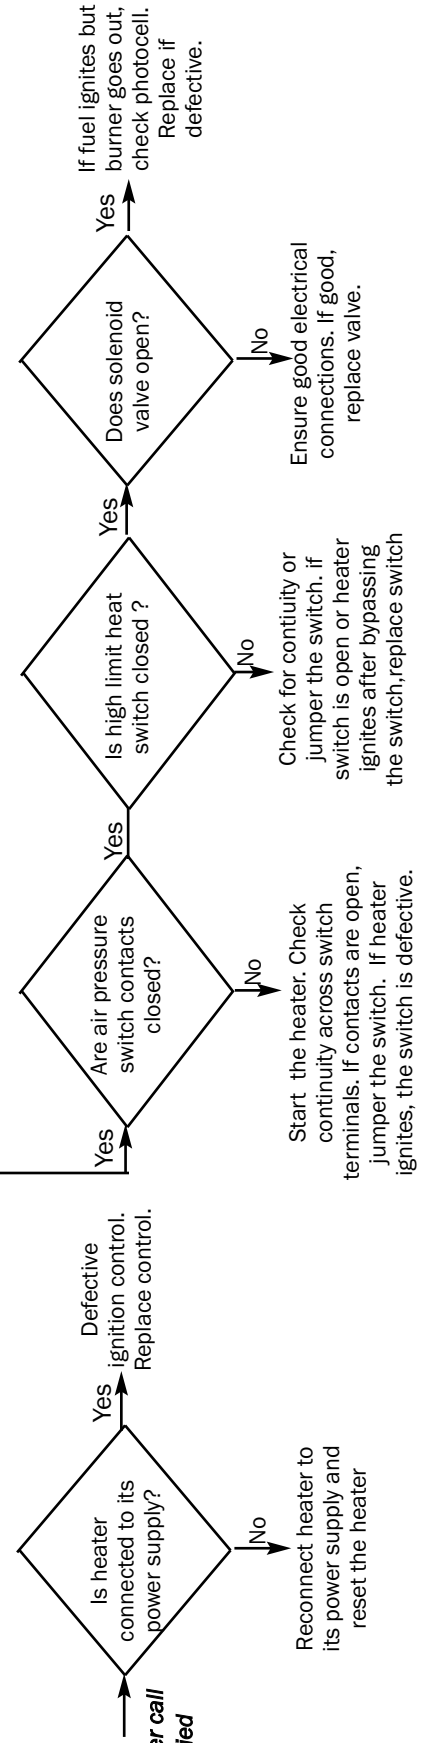 er call
ied
Is heater
connected to its
power supply?
Yes
Defective
ignition control.
Replace control.
No
Reconnect heater to
its power supply and
reset the heater
Yes
Are air pressure
switch contacts
closed?
No
Start the heater. Check
continuity across switch
terminals. If contacts are open,
jumper the switch. If heater
ignites, the switch is defective.
Yes
Is high limit heat
switch closed ?
No
Check for contiuity or
jumper the switch. if
switch is open or heater
ignites after bypassing
the switch,replace switch
Yes
Does solenoid
valve open?
No
Ensure good electrical
connections. If good,
replace valve.
Yes
If fuel ignites but
burner goes out,
check photocell.
Replace if
defective.